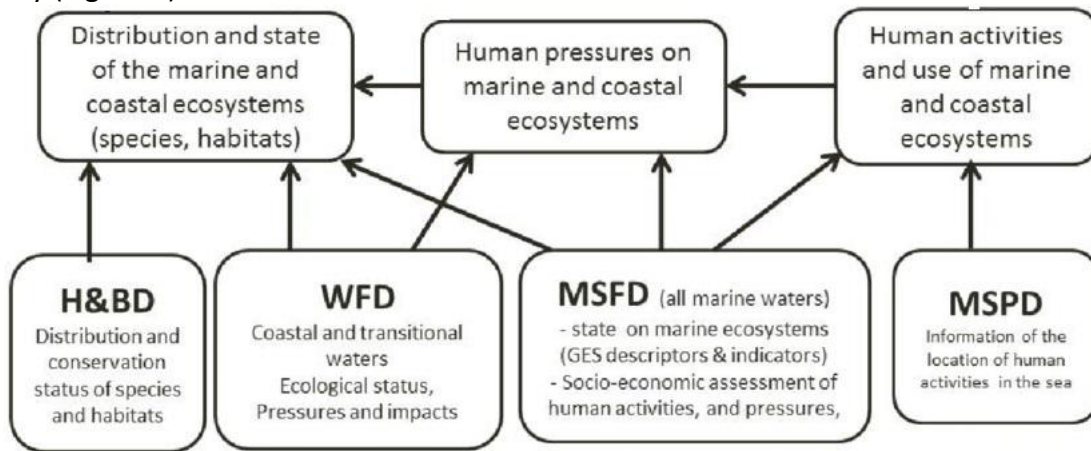 Distribution and state
of the marine and
coastal ecosystems
(species, habitats)
Human pressures on
marine and coastal
ecosystems
Human activities
and use of marine
and coastal
ecosystems
H&BD
Distribution and
conservation
status of species
and habitats
WFD
Coastal and transitional
waters
Ecological status,
Pressures and impacts
MSFD (all marine waters)
- state on marine ecosystems
(GES descriptors & indicators)
- Socio-economic assessment of
human activities, and pressures,
MSPD
Information of the
location of human
activities in the sea